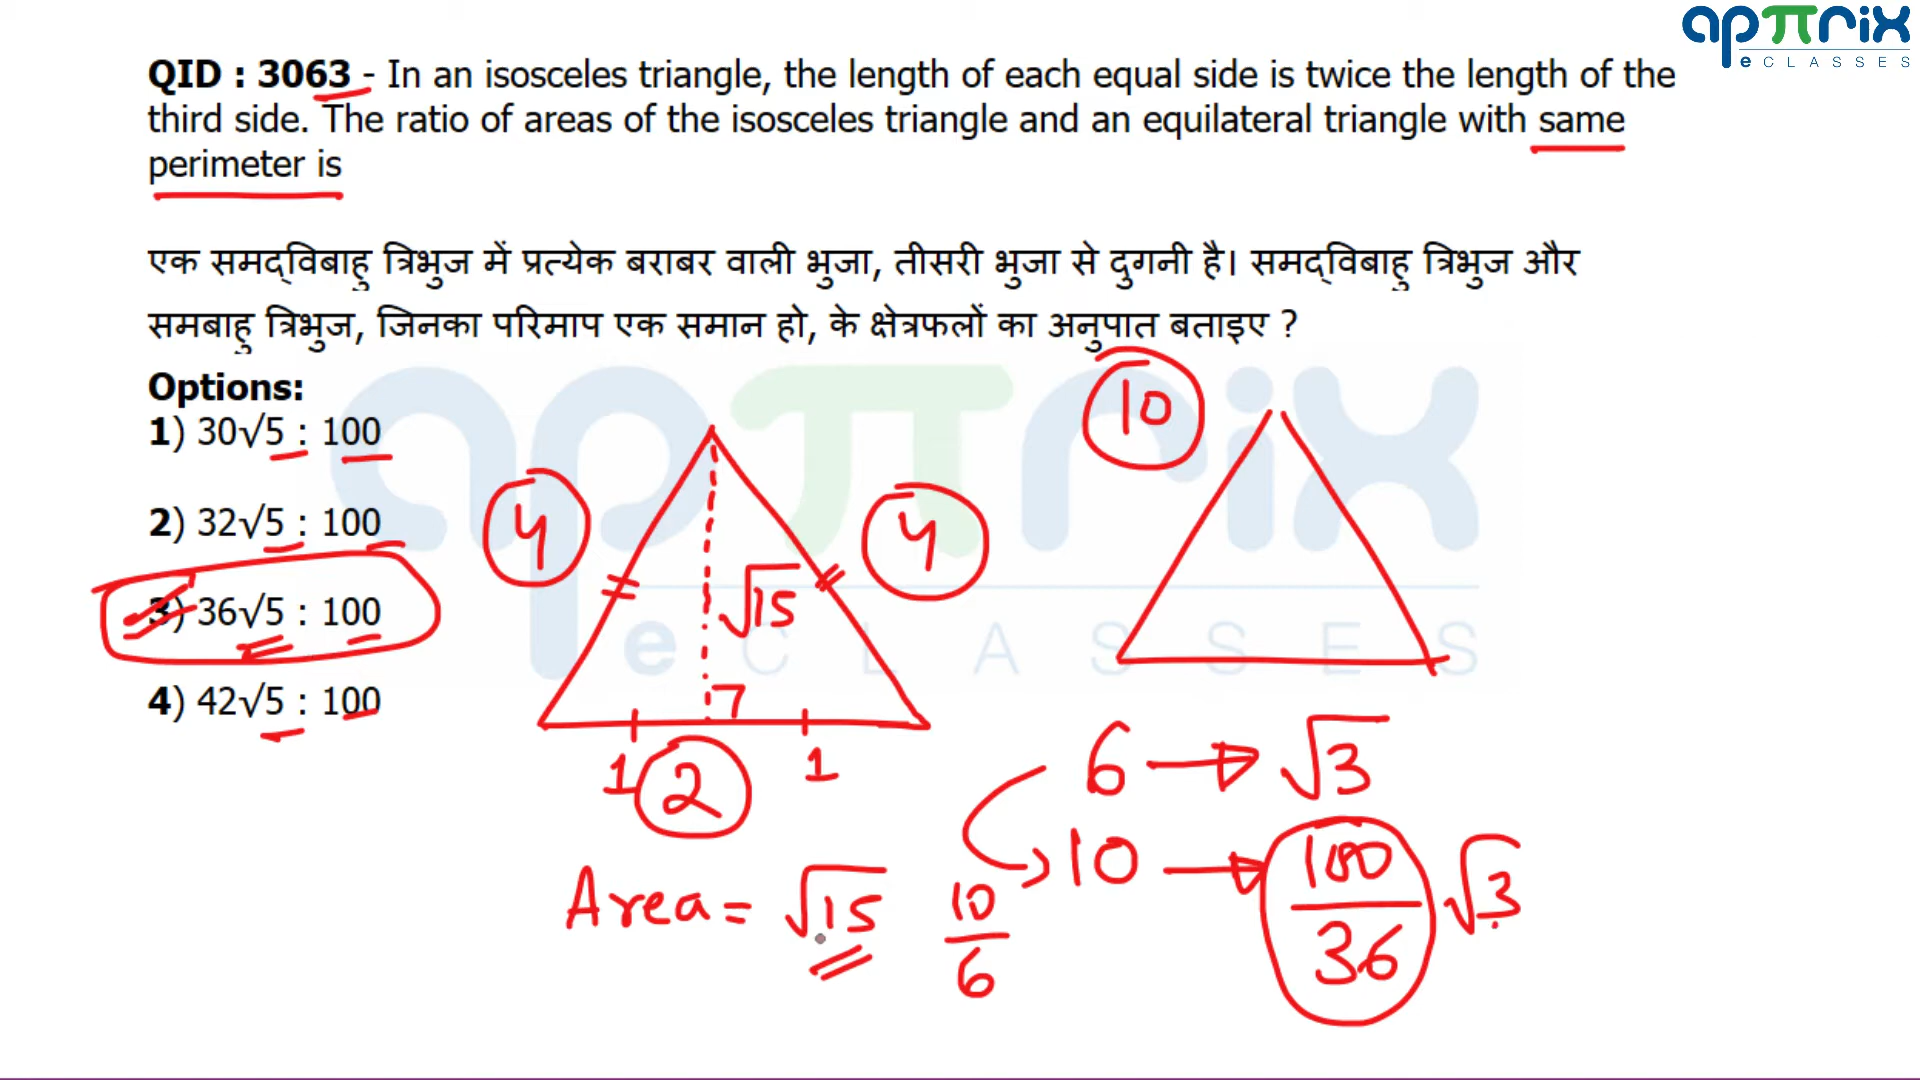 apπrix
eCLASSES
QID : 3063 - In an isosceles triangle, the length of each equal side is twice the length of the
third side. The ratio of areas of the isosceles triangle and an equilateral triangle with same
perimeter is
एक समद्विबाहु त्रिभुज में प्रत्येक बराबर वाली भुजा, तीसरी भुजा से दुगनी है। समद्विबाहु त्रिभुज और
समबाहु त्रिभुज, जिनका परिमाप एक समान हो, के क्षेत्रफलों का अनुपात बताइए ?
Options:
1) 30√5 : 100
2) 32√5 : 100
3) 36√5 : 100
4) 42√5 : 100
apπrix
eCLASSES
10
4
4
√15
1
2
1
6 → √3
10 → 100/36 √3
10/6
Area = √15